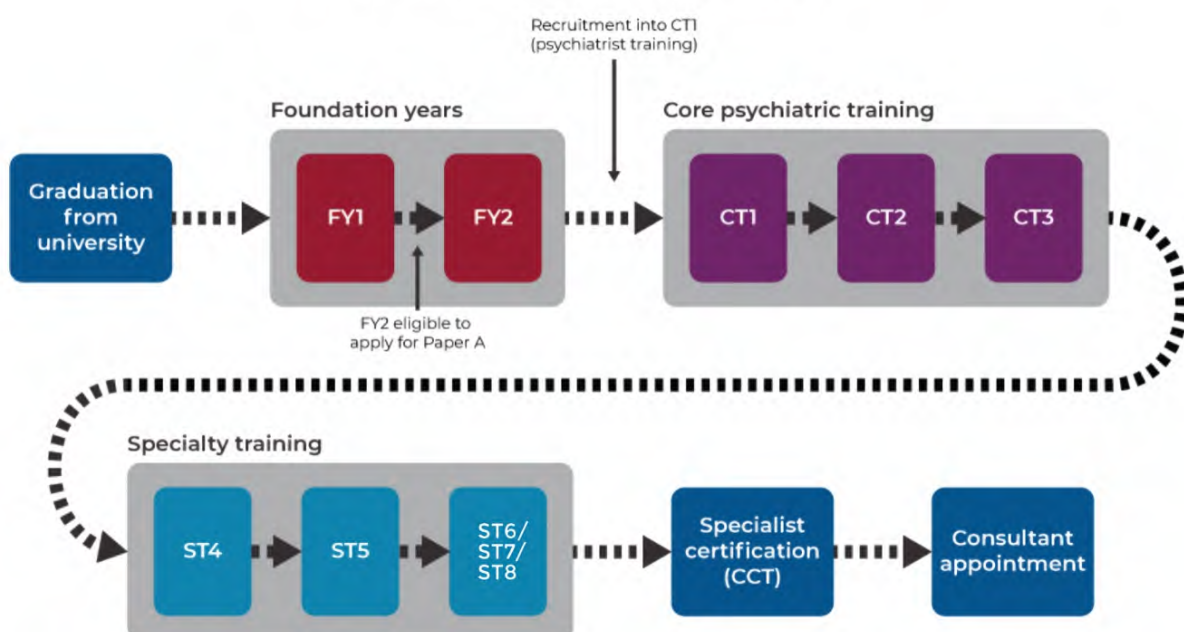 Recruitment into CT1
(psychiatrist training)
Foundation years
Core psychiatric training
Graduation
from
university
FY1
FY2
CT1
CT2
CT3
FY2 eligible to
apply for Paper A
Specialty training
ST4
ST5
ST6/
ST7/
ST8
Specialist
certification
(CCT)
Consultant
appointment